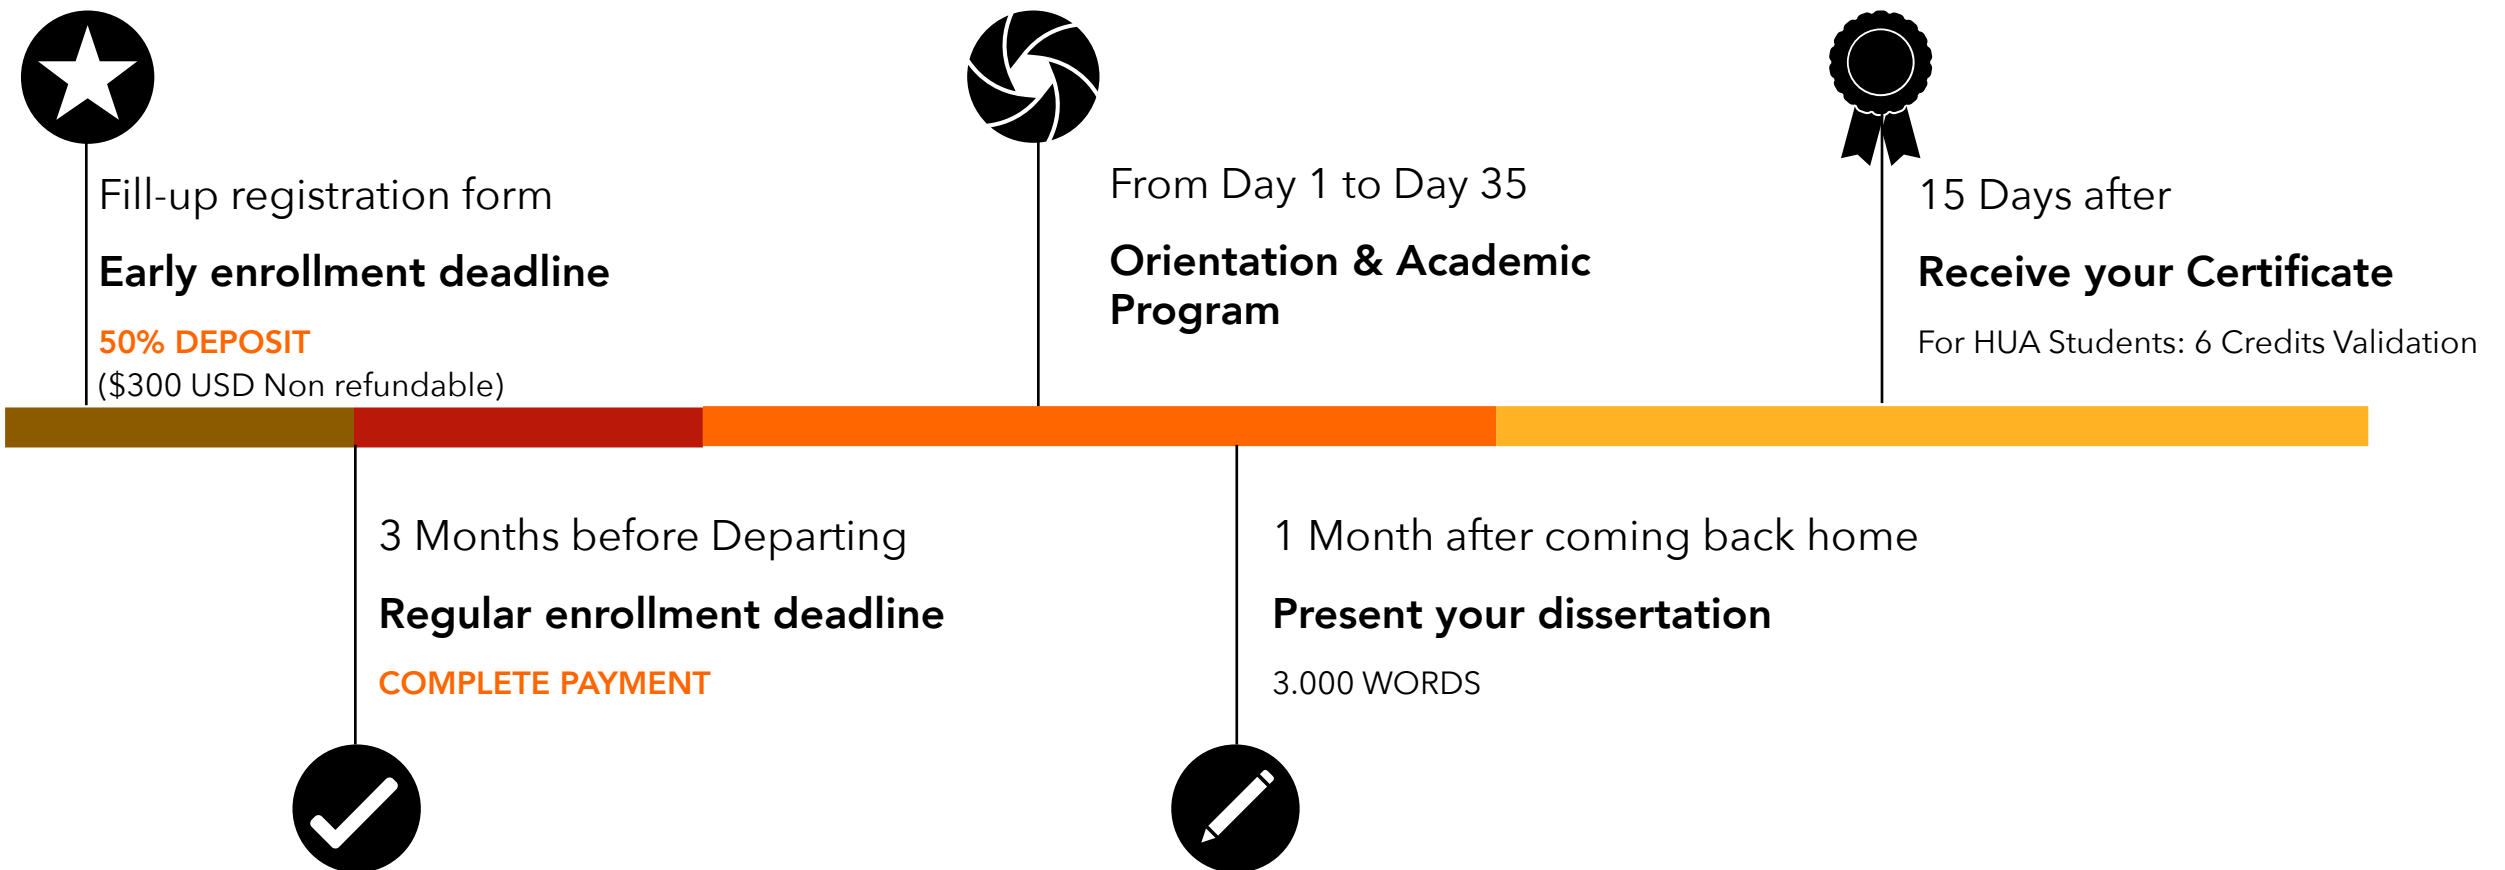 Fill-up registration form
Early enrollment deadline
50% DEPOSIT
($300 USD Non refundable)
3 Months before Departing
Regular enrollment deadline
COMPLETE PAYMENT
From Day 1 to Day 35
Orientation & Academic
Program
1 Month after coming back home
Present your dissertation
3.000 WORDS
15 Days after
Receive your Certificate
For HUA Students: 6 Credits Validation